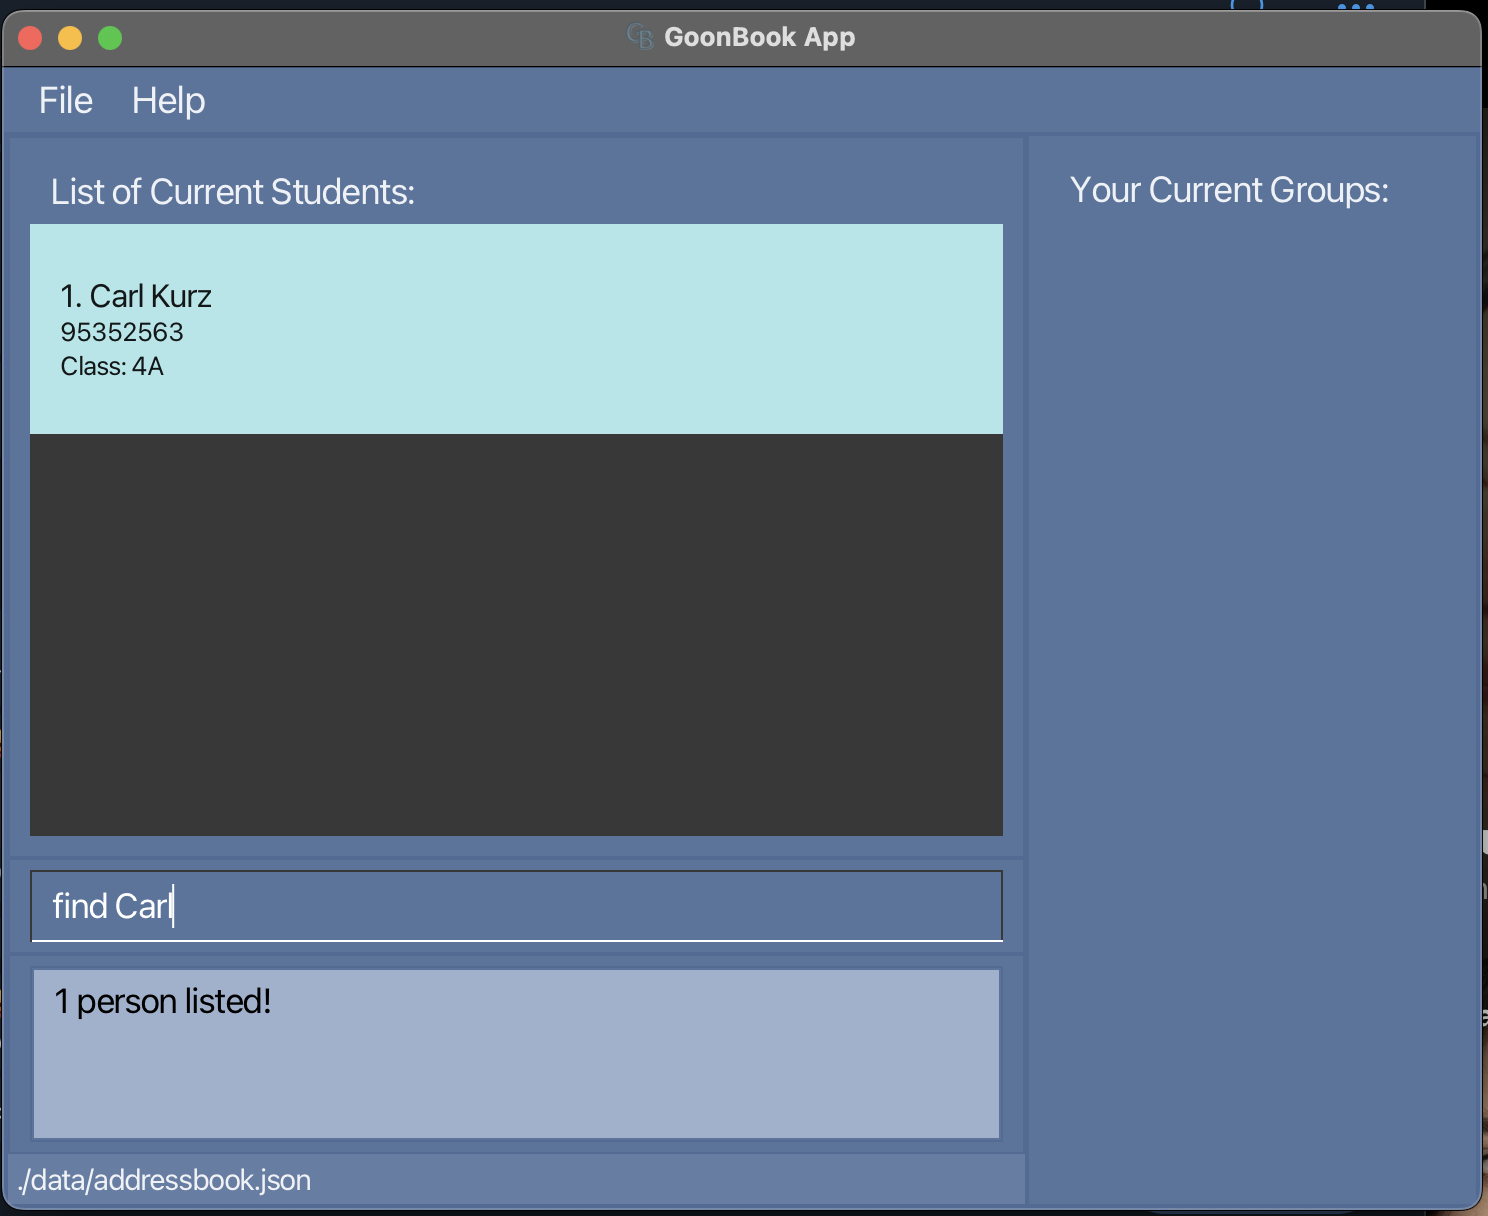 GoonBook App
File Help
List of Current Students:
Your Current Groups:
1. Carl Kurz
95352563
Class: 4A
find Carl
1 person listed!
./data/addressbook.json